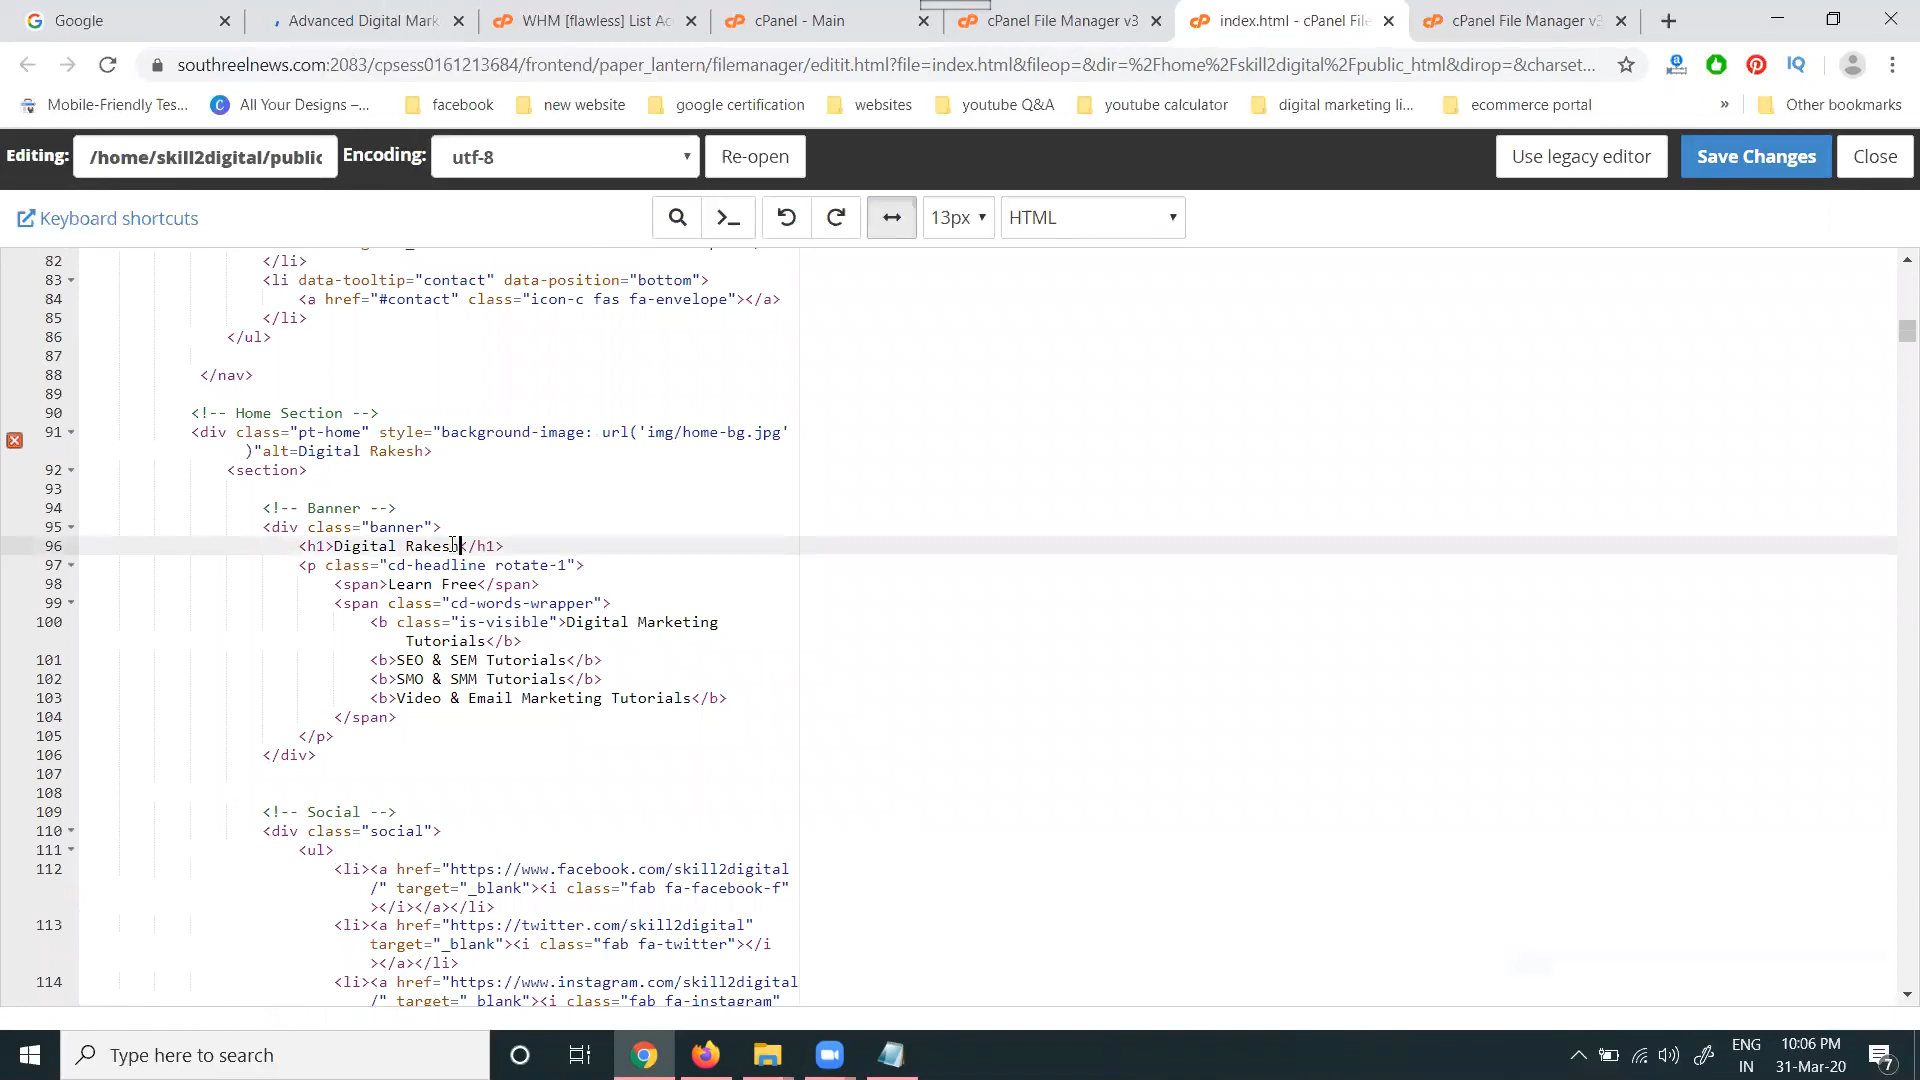 Google
Advanced Digital Mark
WHM [flawless] List Ac
cPanel - Main
cPanel File Manager v3
index.html - cPanel File
cPanel File Manager v3
southreelnews.com:2083/cpsess0161213684/frontend/paper_lantern/filemanager/editit.html?file=index.html&fileop=&dir=%2Fhome%2Fskill2digital%2Fpublic_html&dirop=&charset...
Mobile-Friendly Tes...
All Your Designs –...
facebook
new website
google certification
websites
youtube Q&A
youtube calculator
digital marketing li...
ecommerce portal
»
Other bookmarks
Editing:
/home/skill2digital/public
Encoding:
utf-8
Re-open
Use legacy editor
Save Changes
Close
Keyboard shortcuts
13px
HTML
82 </li>
83 <li data-tooltip="contact" data-position="bottom">
84 <a href="#contact" class="icon-c fas fa-envelope"></a>
85 </li>
86 </ul>
87
88 </nav>
89
90 <!-- Home Section -->
91 <div class="pt-home" style="background-image: url('img/home-bg.jpg'
)"alt=Digital Rakesh>
92 <section>
93
94 <!-- Banner -->
95 <div class="banner">
96 <h1>Digital Rakesh</h1>
97 <p class="cd-headline rotate-1">
98 <span>Learn Free</span>
99 <span class="cd-words-wrapper">
100 <b class="is-visible">Digital Marketing
Tutorials</b>
101 <b>SEO & SEM Tutorials</b>
102 <b>SMO & SMM Tutorials</b>
103 <b>Video & Email Marketing Tutorials</b>
104 </span>
105 </p>
106 </div>
107
108
109 <!-- Social -->
110 <div class="social">
111 <ul>
112 <li><a href="https://www.facebook.com/skill2digital
/" target="_blank"><i class="fab fa-facebook-f"
></i></a></li>
113 <li><a href="https://twitter.com/skill2digital"
target="_blank"><i class="fab fa-twitter"></i
></a></li>
114 <li><a href="https://www.instagram.com/skill2digital
/" target="_blank"><i class="fab fa-instagram"
Type here to search
ENG
IN
10:06 PM
31-Mar-20
7